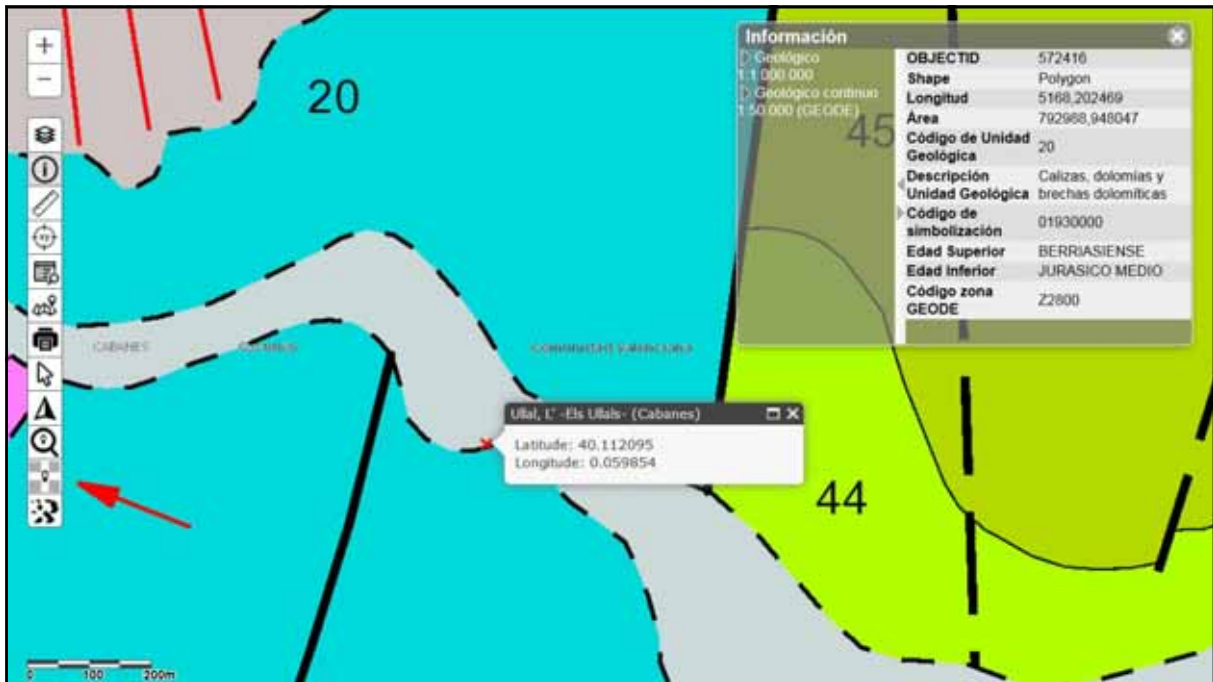 20
45
44
CABANES
Comunidad Valenciana
Información
Geológico
1:1 000 000
Geológico continuo
1:50 000 (GEODE)
OBJECTID 572416
Shape Polygon
Longitud 5168,202469
Área 792988,948047
Código de Unidad
Geológica 20
Descripción
Unidad Geológica Calizas, dolomías y
brechas dolomíticas
Código de
simbolización 01930000
Edad Superior BERRIASIENSE
Edad Inferior JURASICO MEDIO
Código zona
GEODE Z2800
Ullal, L' -Els Ullals- (Cabanes)
Latitude: 40.112095
Longitude: 0.059854
0 100 200m